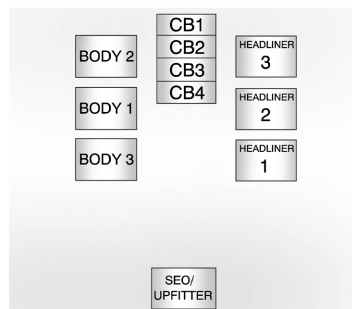 CB1
CB2
CB3
CB4
BODY 2
BODY 1
BODY 3
HEADLINER
3
HEADLINER
2
HEADLINER
1
SEO/
UPFITTER